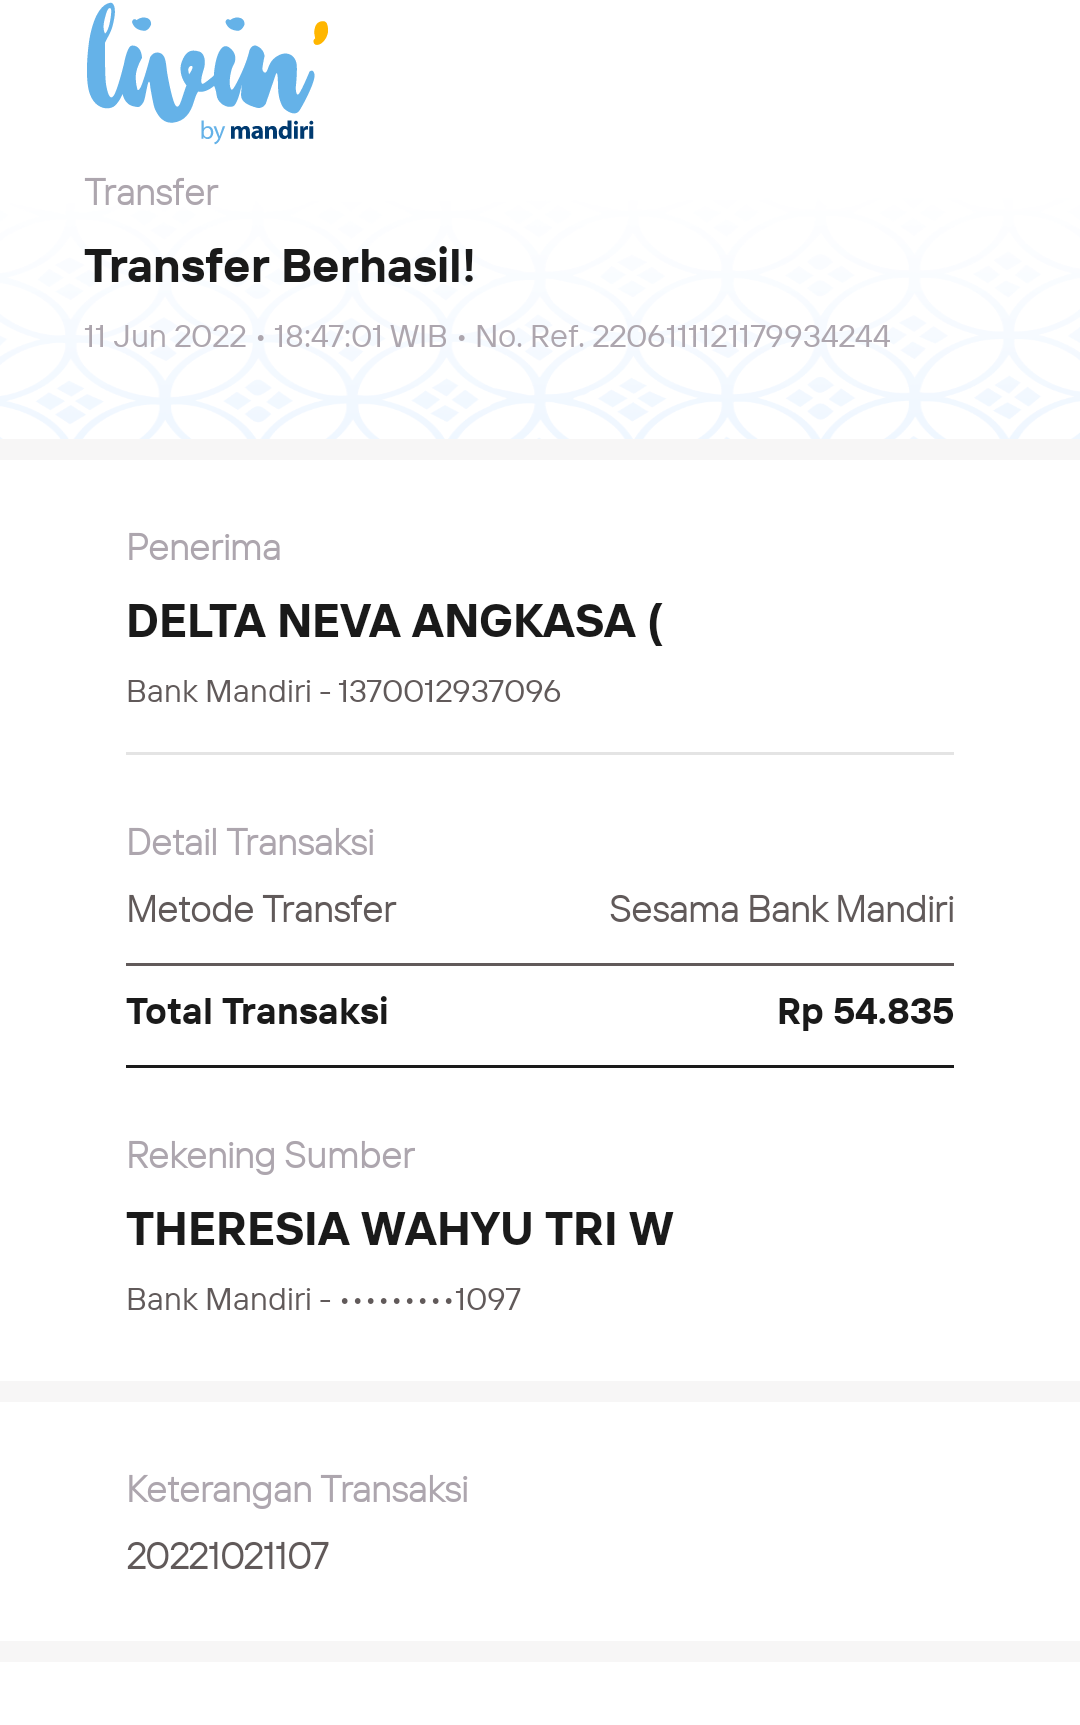 livin'
by mandiri
Transfer
Transfer Berhasil!
11 Jun 2022 • 18:47:01 WIB • No. Ref. 2206111121179934244
Penerima
DELTA NEVA ANGKASA (
Bank Mandiri - 1370012937096
Detail Transaksi
Metode Transfer Sesama Bank Mandiri
Total Transaksi Rp 54.835
Rekening Sumber
THERESIA WAHYU TRI W
Bank Mandiri - •••••••••1097
Keterangan Transaksi
20221021107